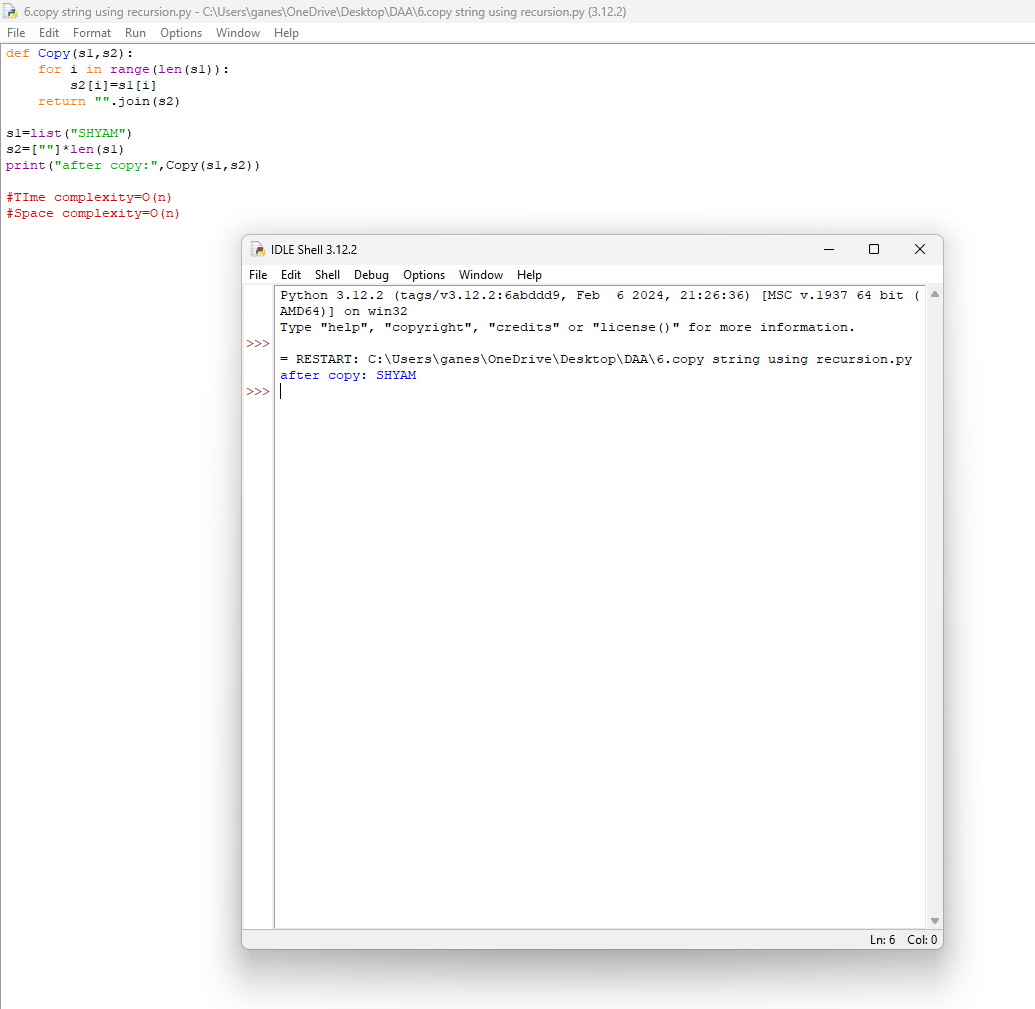 6.copy string using recursion.py - C:\Users\ganes\OneDrive\Desktop\DAA\6.copy string using recursion.py (3.12.2)
File Edit Format Run Options Window Help
def Copy(s1,s2):
    for i in range(len(s1)):
        s2[i]=s1[i]
    return "".join(s2)

s1=list("SHYAM")
s2=[""]*len(s1)
print("after copy:",Copy(s1,s2))

#TIme complexity=O(n)
#Space complexity=O(n)
IDLE Shell 3.12.2
File Edit Shell Debug Options Window Help
Python 3.12.2 (tags/v3.12.2:6abddd9, Feb  6 2024, 21:26:36) [MSC v.1937 64 bit (
AMD64)] on win32
Type "help", "copyright", "credits" or "license()" for more information.
>>>
= RESTART: C:\Users\ganes\OneDrive\Desktop\DAA\6.copy string using recursion.py
after copy: SHYAM
>>>
Ln: 6 Col: 0